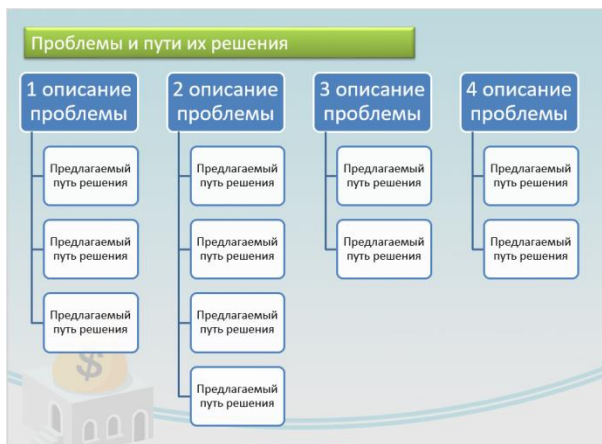 Проблемы и пути их решения
1 описание
проблемы
Предлагаемый
путь решения
Предлагаемый
путь решения
Предлагаемый
путь решения
2 описание
проблемы
Предлагаемый
путь решения
Предлагаемый
путь решения
Предлагаемый
путь решения
Предлагаемый
путь решения
3 описание
проблемы
Предлагаемый
путь решения
Предлагаемый
путь решения
4 описание
проблемы
Предлагаемый
путь решения
Предлагаемый
путь решения
$